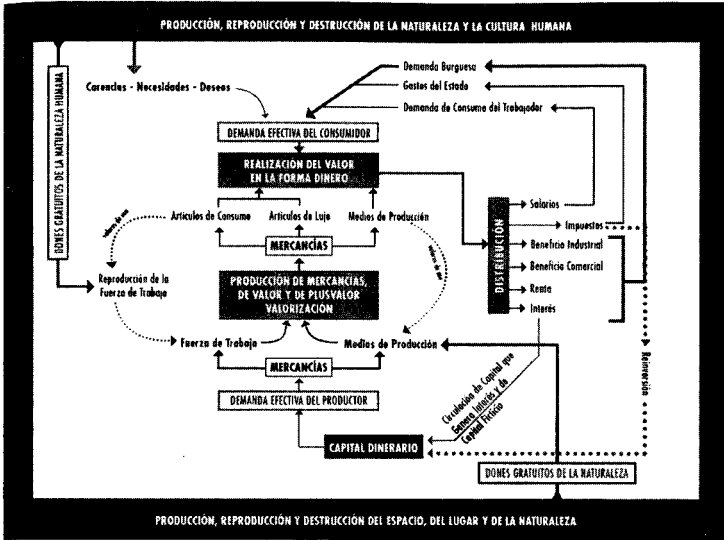 PRODUCCIÓN, REPRODUCCIÓN Y DESTRUCCIÓN DE LA NATURALEZA Y LA CULTURA HUMANA
DONES GRATUITOS DE LA NATURALEZA HUMANA
Carencias - Necesidades - Deseos
Demanda Burguesa
Gastos del Estado
Demanda de Consumo del Trabajador
DEMANDA EFECTIVA DEL CONSUMIDOR
REALIZACIÓN DEL VALOR
EN LA FORMA DINERO
Artículos de Consumo
Artículos de Lujo
Medios de Producción
valores de uso
valores de uso
MERCANCÍAS
DISTRIBUCIÓN
Salarios
Impuestos
Beneficio Industrial
Beneficio Comercial
Renta
Interés
Reproducción de la
Fuerza de Trabajo
PRODUCCIÓN DE MERCANCÍAS,
DE VALOR Y DE PLUSVALOR
VALORIZACIÓN
Fuerza de Trabajo
Medios de Producción
MERCANCÍAS
DEMANDA EFECTIVA DEL PRODUCTOR
Circulación de Capital que
Genera Interés y de
Capital Ficticio
Reinversión
CAPITAL DINERARIO
DONES GRATUITOS DE LA NATURALEZA
PRODUCCIÓN, REPRODUCCIÓN Y DESTRUCCIÓN DEL ESPACIO, DEL LUGAR Y DE LA NATURALEZA